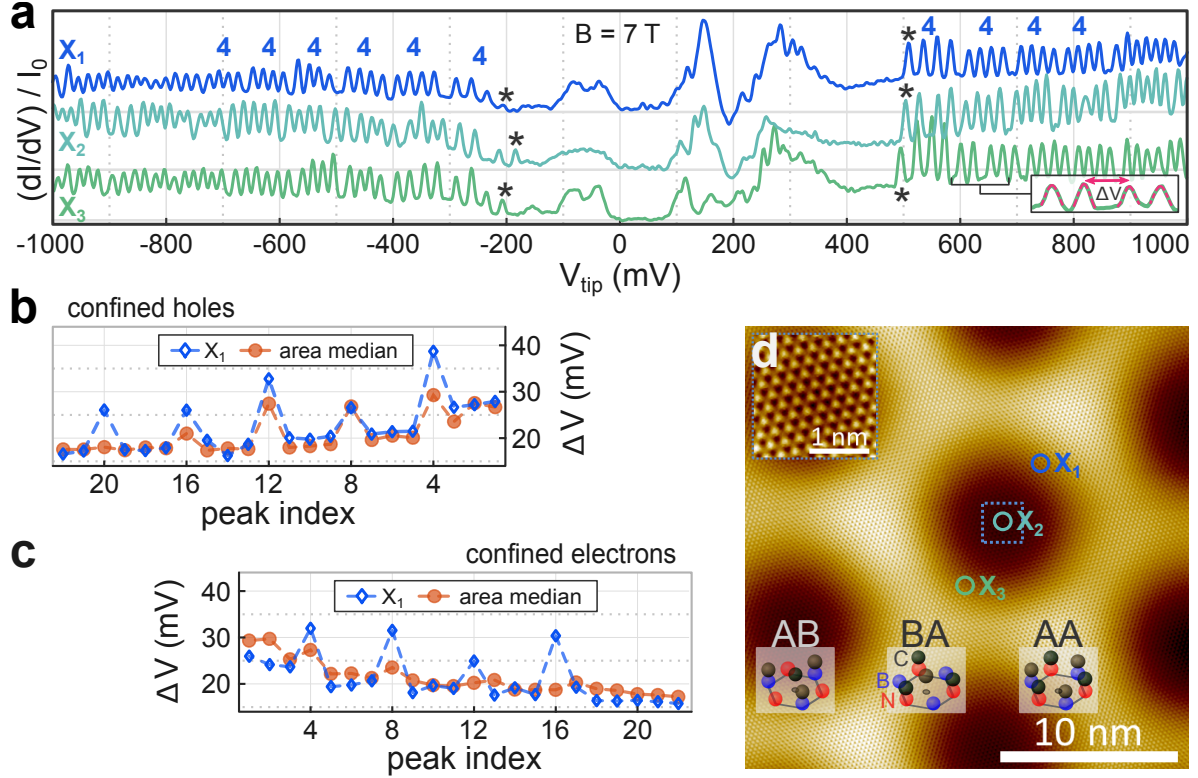 a
(dI/dV) / I0
B = 7 T
X1
X2
X3
4 4 4 4 4 4
4 4 4 4
*
*
*
*
*
*
ΔV
-1000 -800 -600 -400 -200 0 200 400 600 800 1000
Vtip (mV)
b
confined holes
X1 area median
40
30
20
ΔV (mV)
20 16 12 8 4
peak index
c
confined electrons
X1 area median
ΔV (mV)
40
30
20
4 8 12 16 20
peak index
d
1 nm
X1
X2
X3
AB BA AA
C
B
N
10 nm